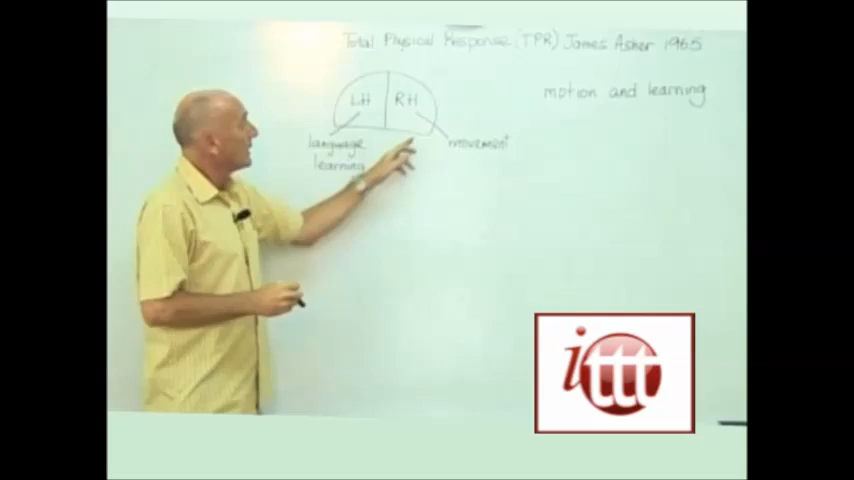 Total Physical Response (TPR) James Asher 1965
motion and learning
LH RH
language movement
learning
ittt